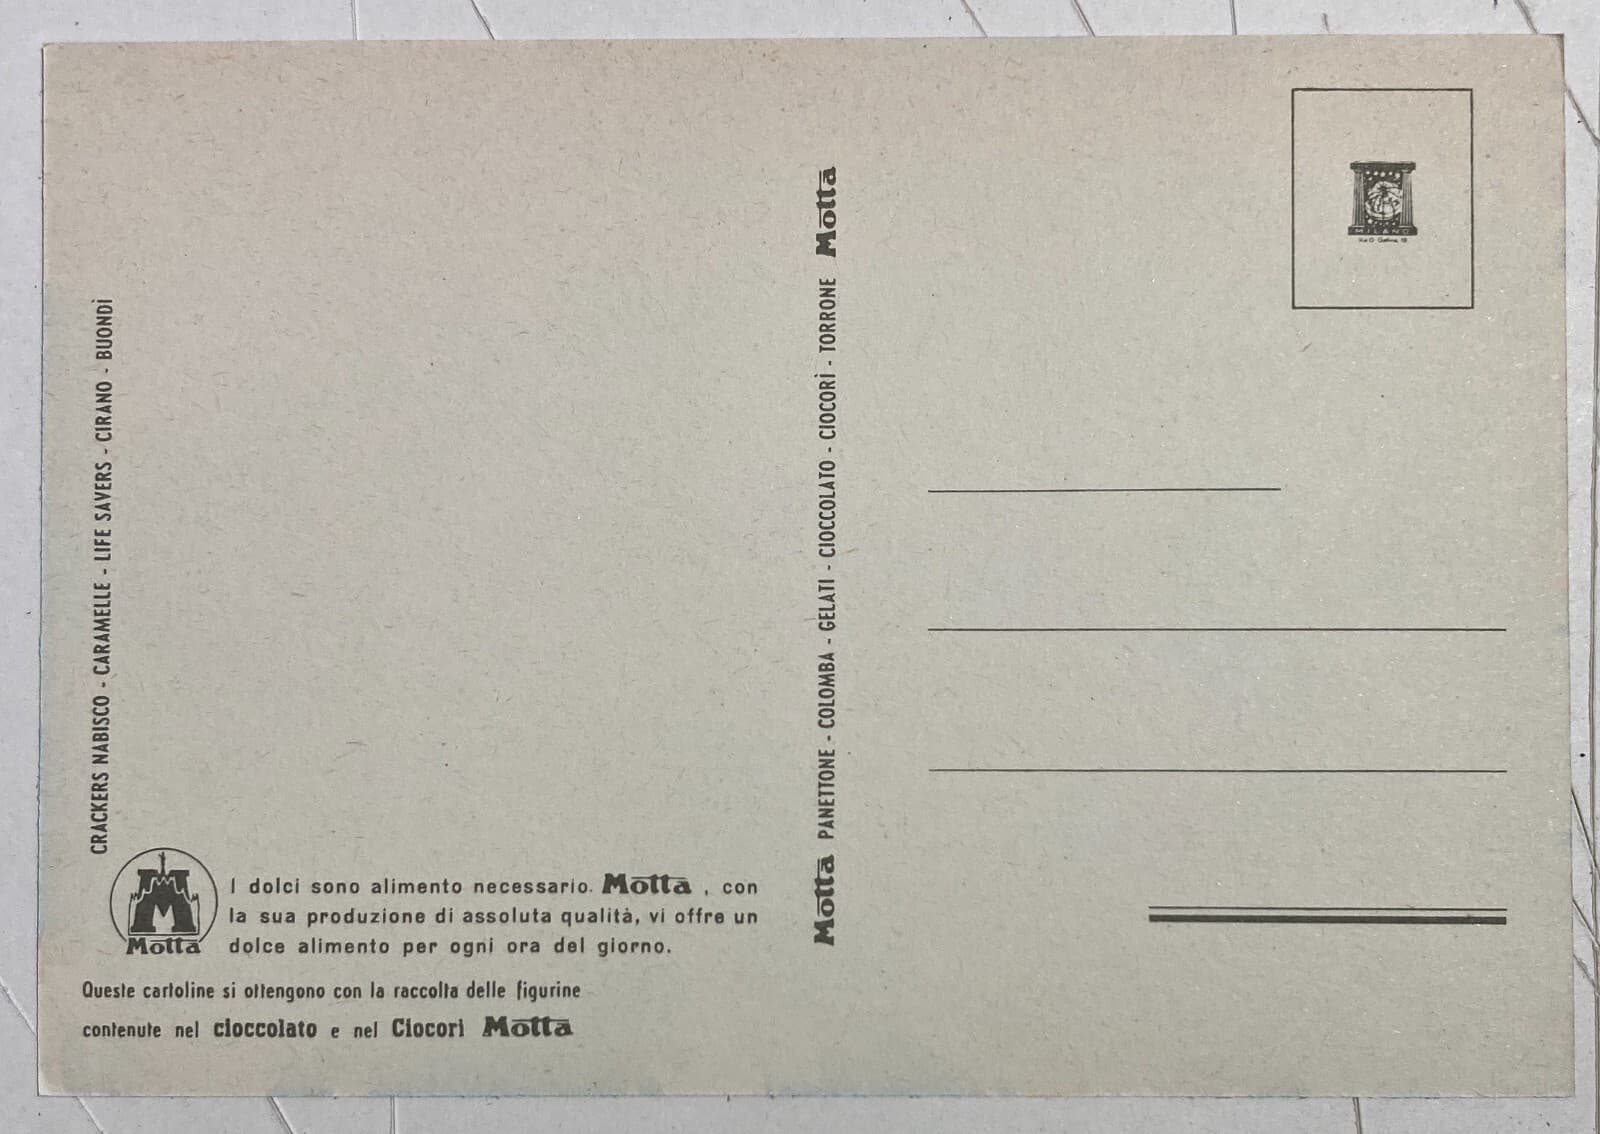 CRACKERS NABISCO - CARAMELLE - LIFE SAVERS - CIRANO - BUONDÌ
Motta
I dolci sono alimento necessario. Motta, con
la sua produzione di assoluta qualità, vi offre un
dolce alimento per ogni ora del giorno.
Queste cartoline si ottengono con la raccolta delle figurine
contenute nel cioccolato e nel Ciocorì Motta
Motta PANETTONE - COLOMBA - GELATI - CIOCCOLATO - CIOCORÌ - TORRONE Motta
MILANO